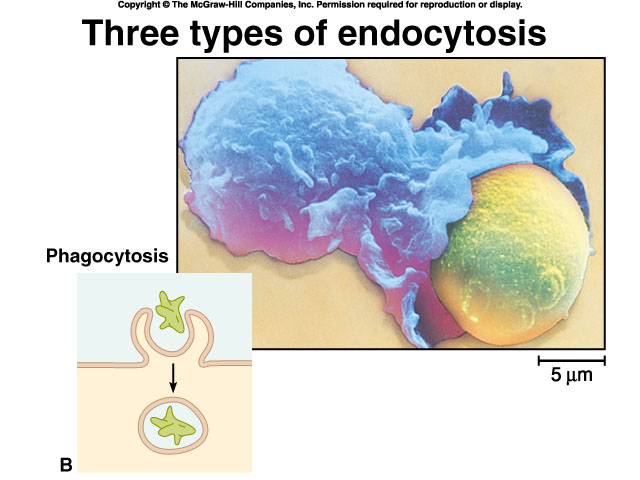 Copyright © The McGraw-Hill Companies, Inc. Permission required for reproduction or display.
Three types of endocytosis
Phagocytosis
5 µm
B